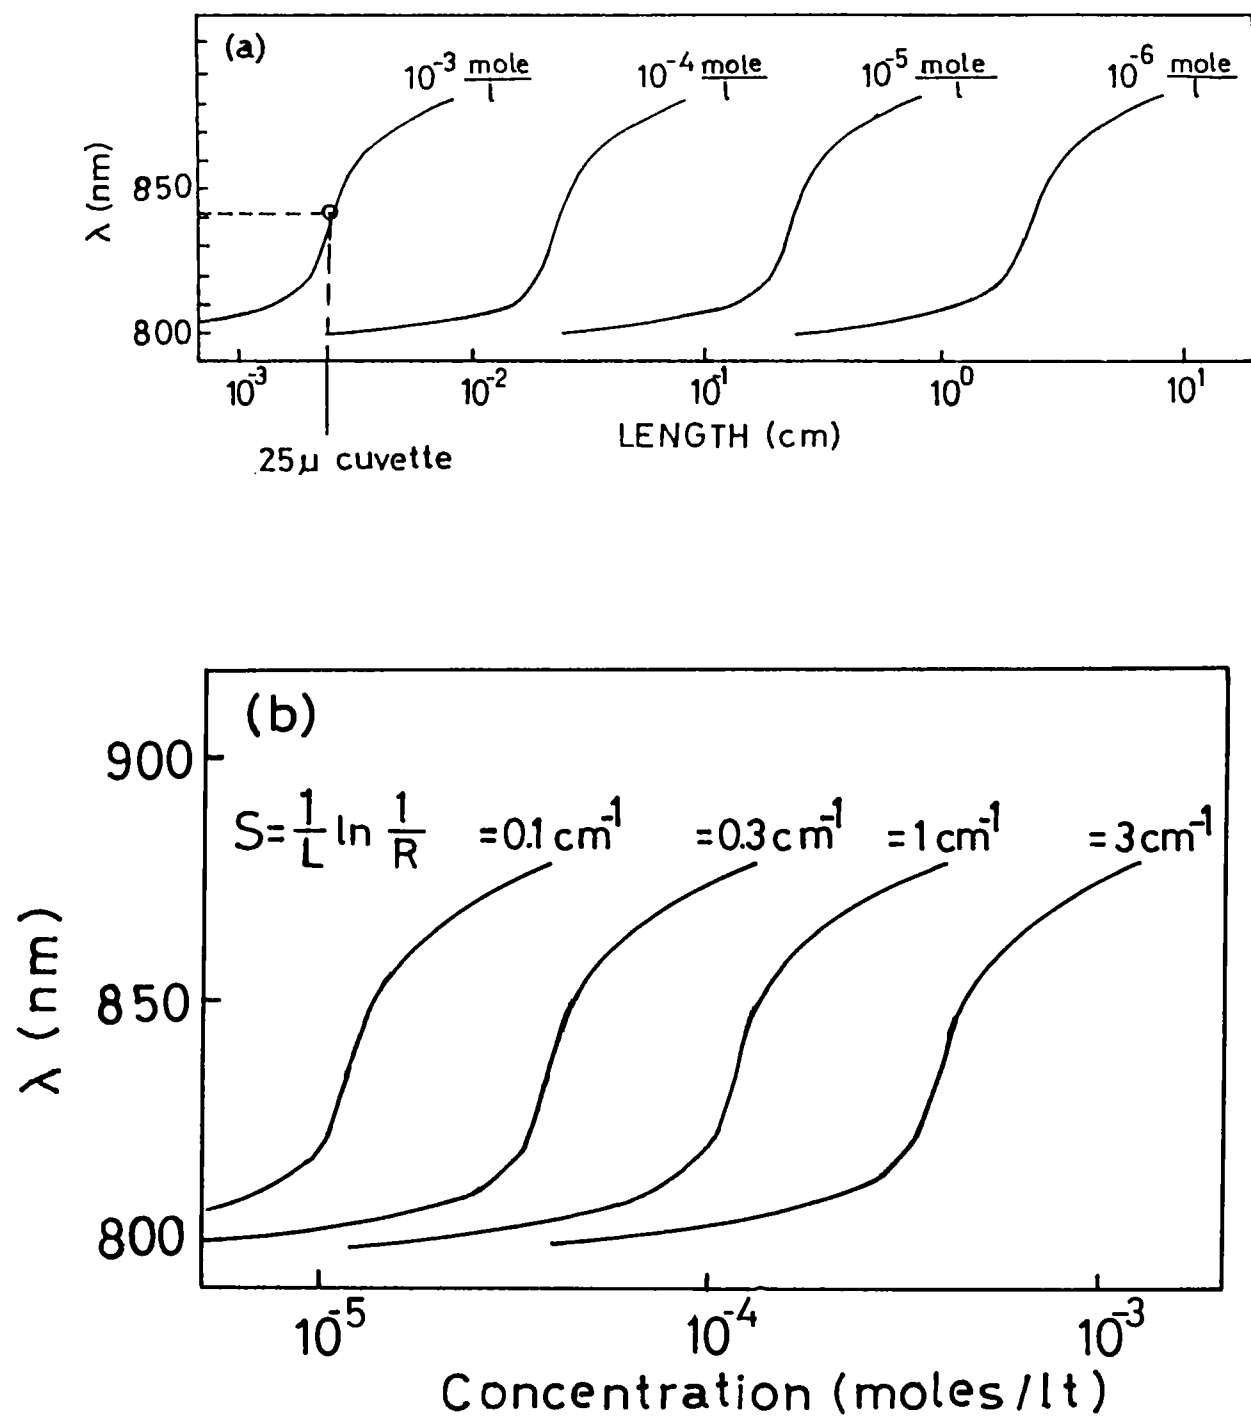 (a)
10⁻³ mole/l 10⁻⁴ mole/l 10⁻⁵ mole/l 10⁻⁶ mole/l
850
800
λ (nm)
10⁻³ 10⁻² 10⁻¹ 10⁰ 10¹
LENGTH (cm)
25μ cuvette
(b)
900
S = 1/L ln 1/R = 0.1 cm⁻¹ = 0.3 cm⁻¹ = 1 cm⁻¹ = 3 cm⁻¹
850
800
λ (nm)
10⁻⁵ 10⁻⁴ 10⁻³
Concentration (moles/lt)